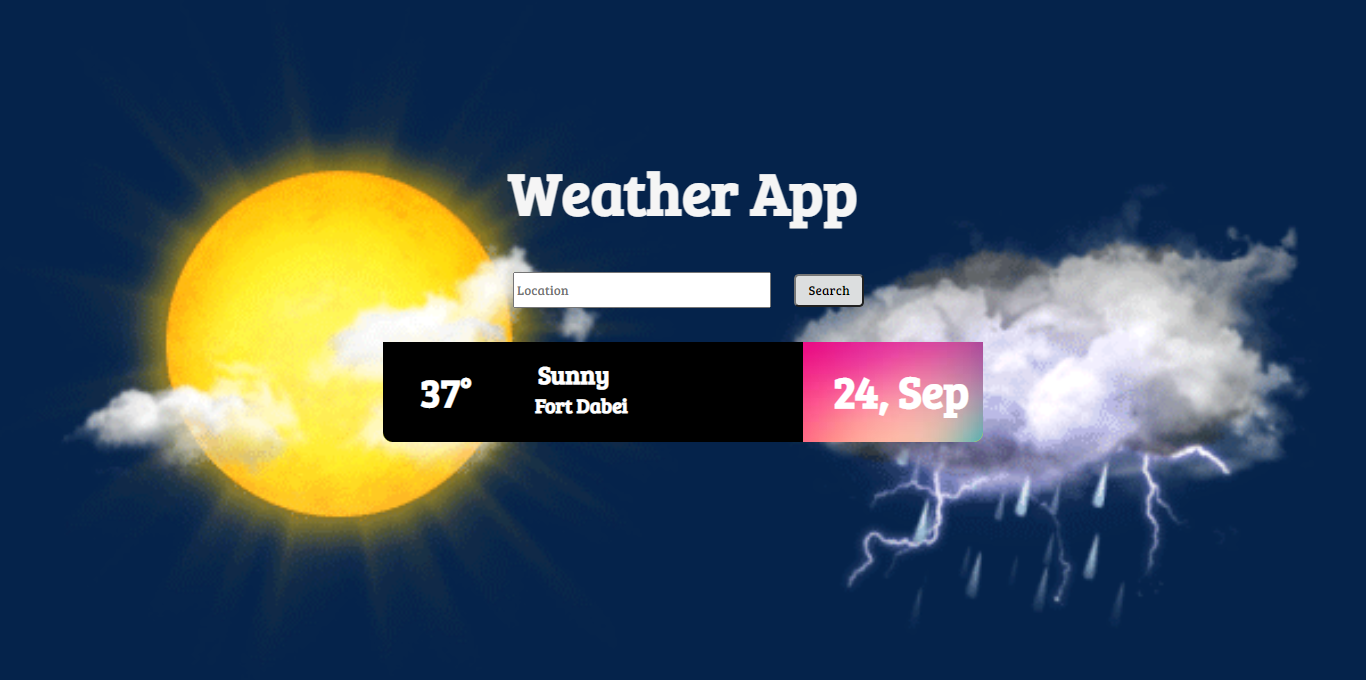 Weather App
Location
Search
37°
Sunny
Fort Dabei
24, Sep